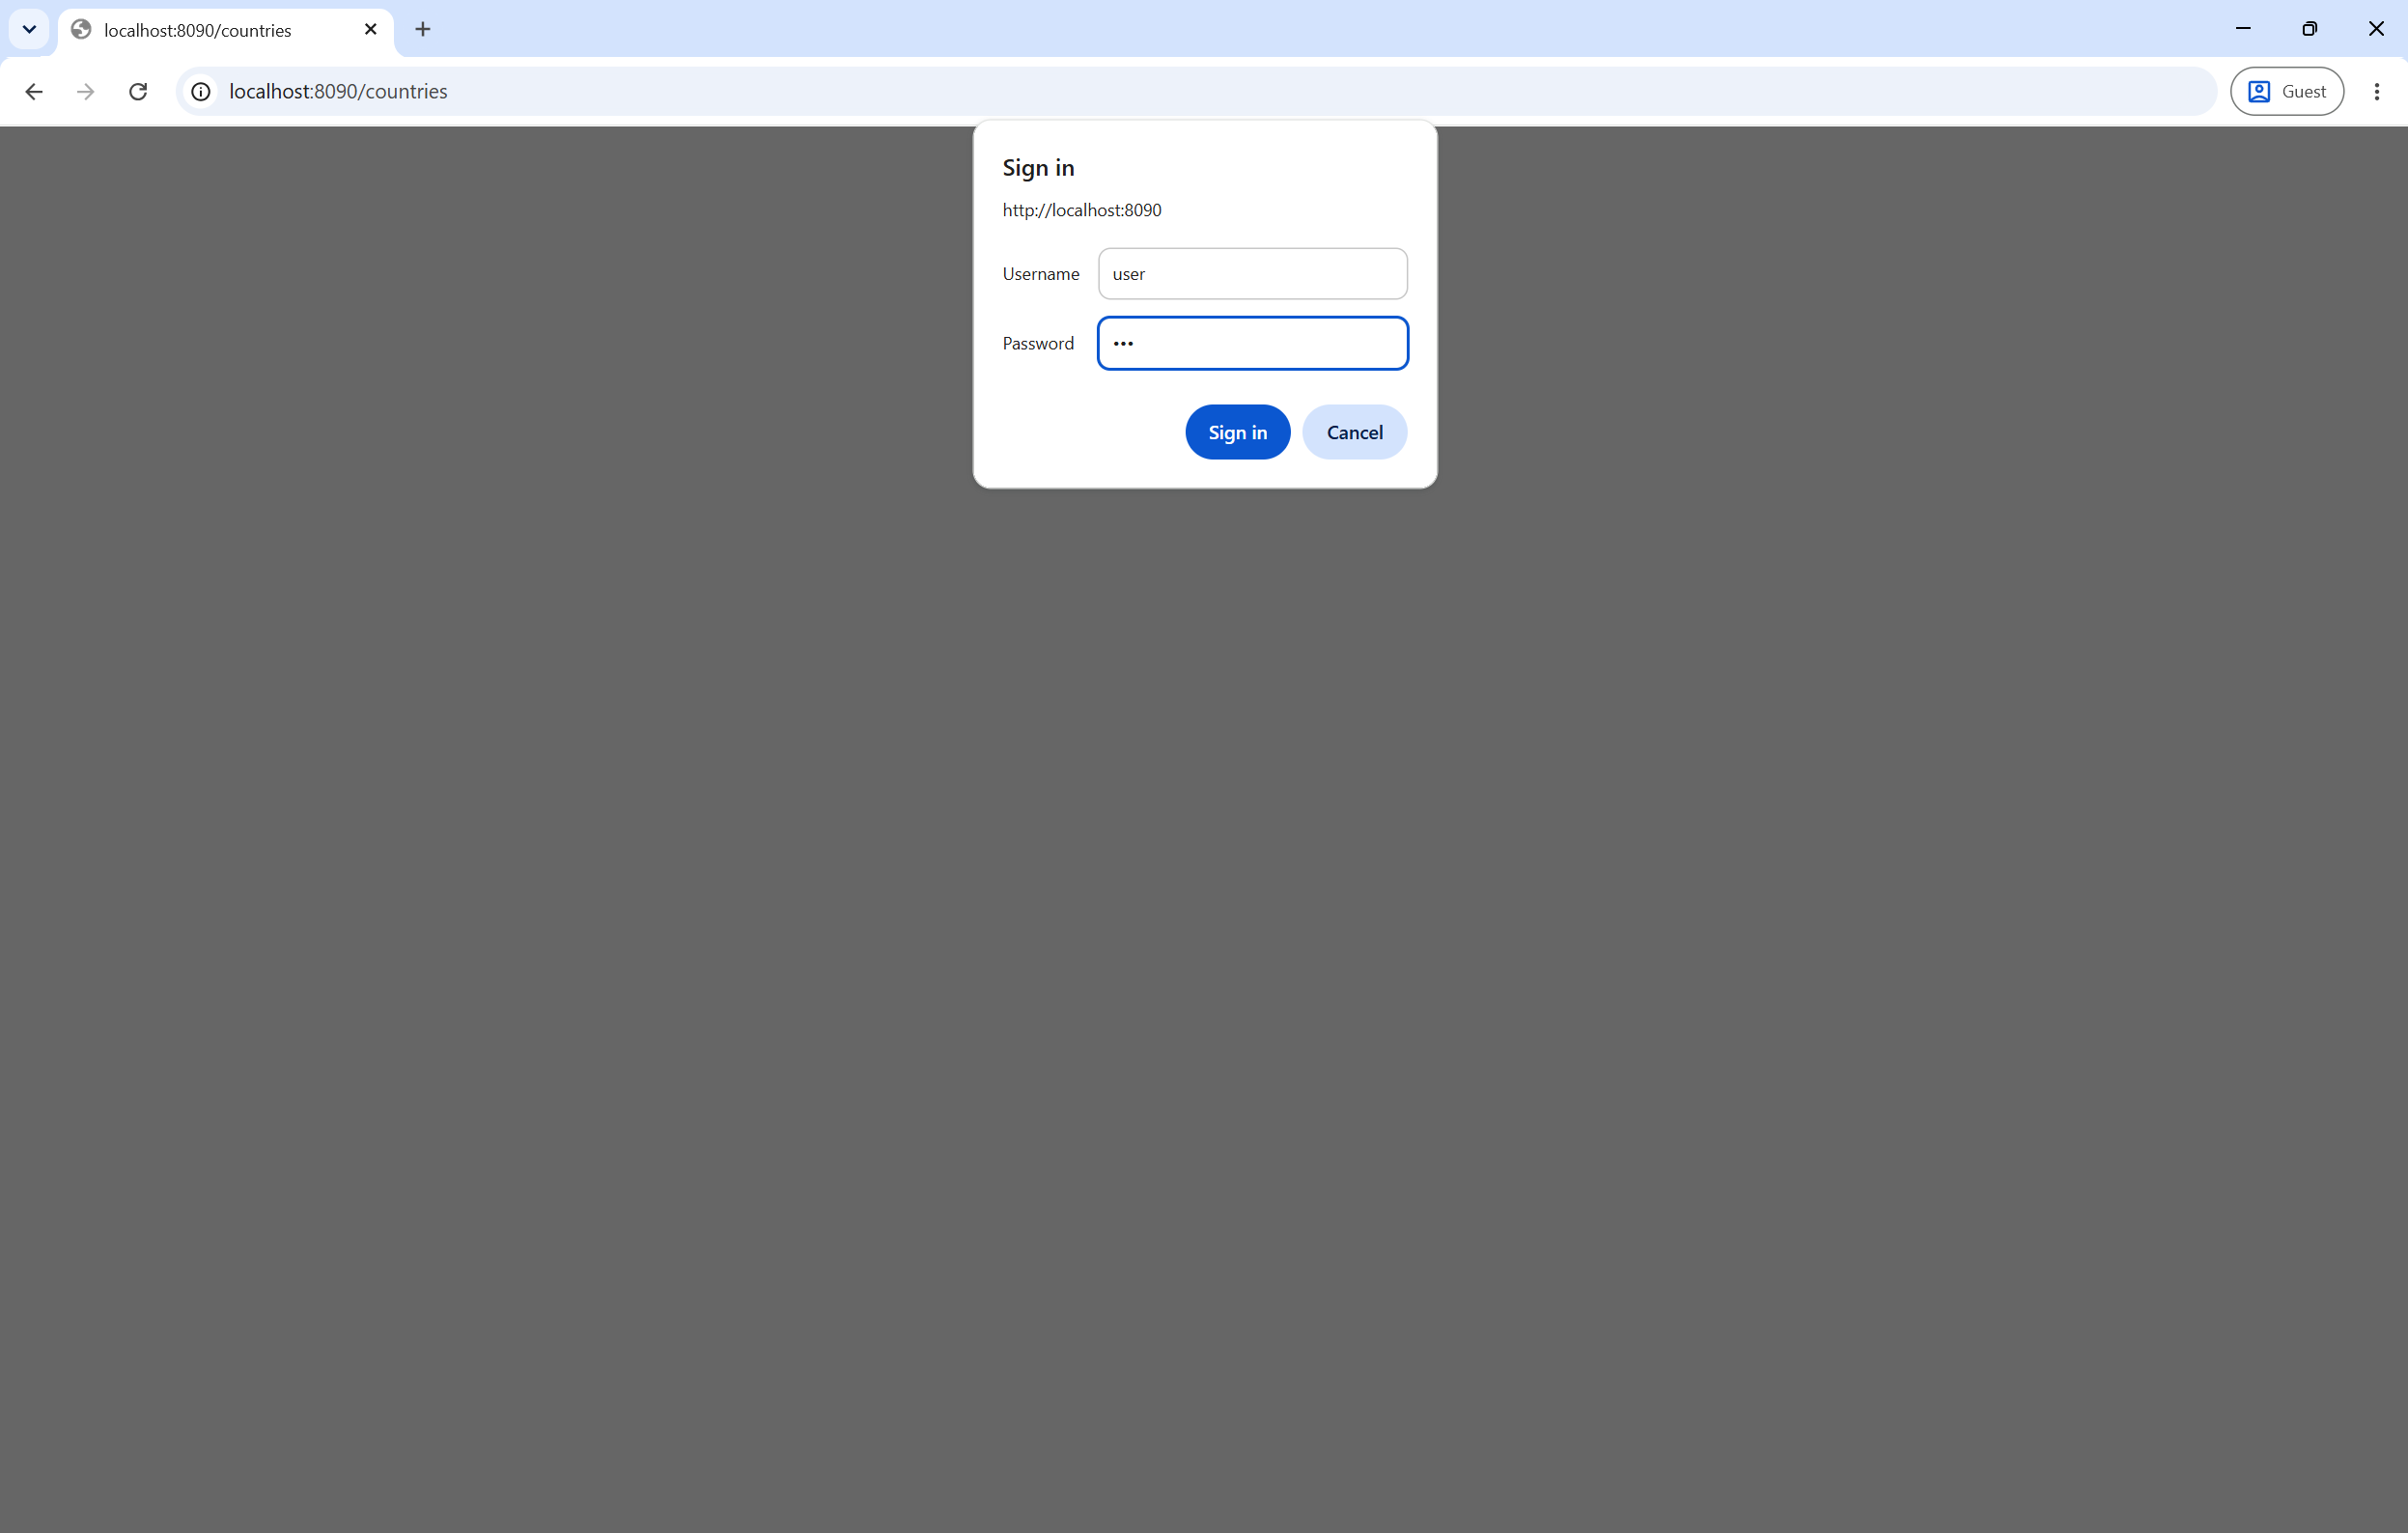 localhost:8090/countries
localhost:8090/countries
Guest
Sign in
http://localhost:8090
Username
user
Password
•••
Sign in
Cancel